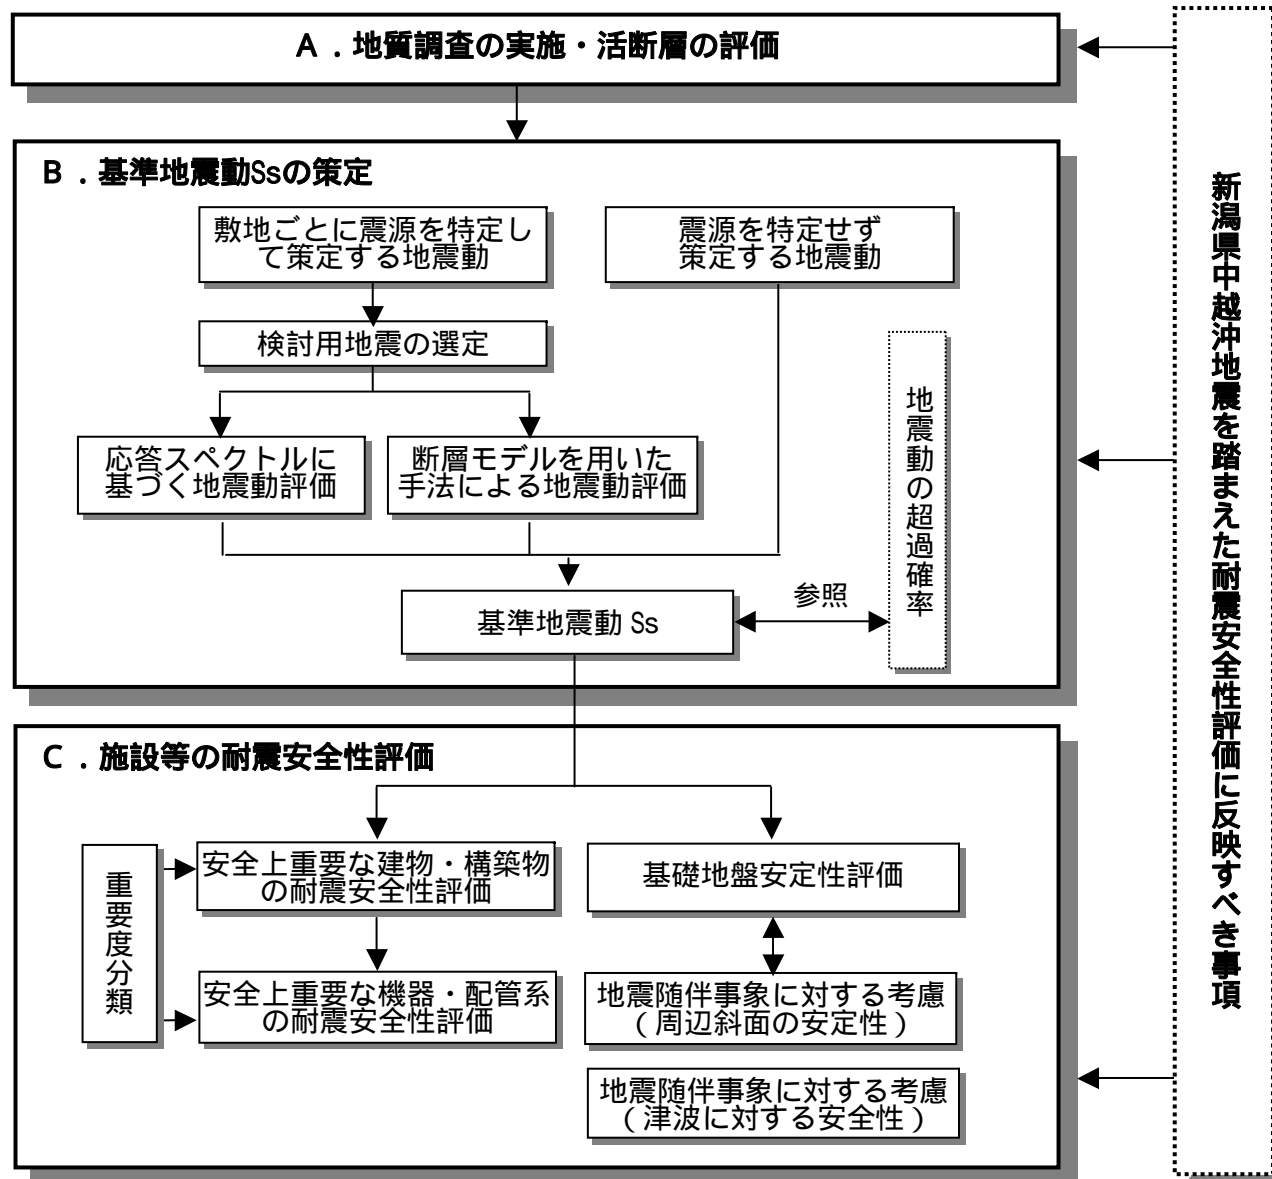 A．地質調査の実施・活断層の評価
B．基準地震動Ssの策定
敷地ごとに震源を特定し
て策定する地震動
震源を特定せず
策定する地震動
検討用地震の選定
応答スペクトルに
基づく地震動評価
断層モデルを用いた
手法による地震動評価
地震動の超過確率
基準地震動 Ss
参照
C．施設等の耐震安全性評価
重要度分類
安全上重要な建物・構築物
の耐震安全性評価
安全上重要な機器・配管系
の耐震安全性評価
基礎地盤安定性評価
地震随伴事象に対する考慮
（周辺斜面の安定性）
地震随伴事象に対する考慮
（津波に対する安全性）
新潟県中越沖地震を踏まえた耐震安全性評価に反映すべき事項